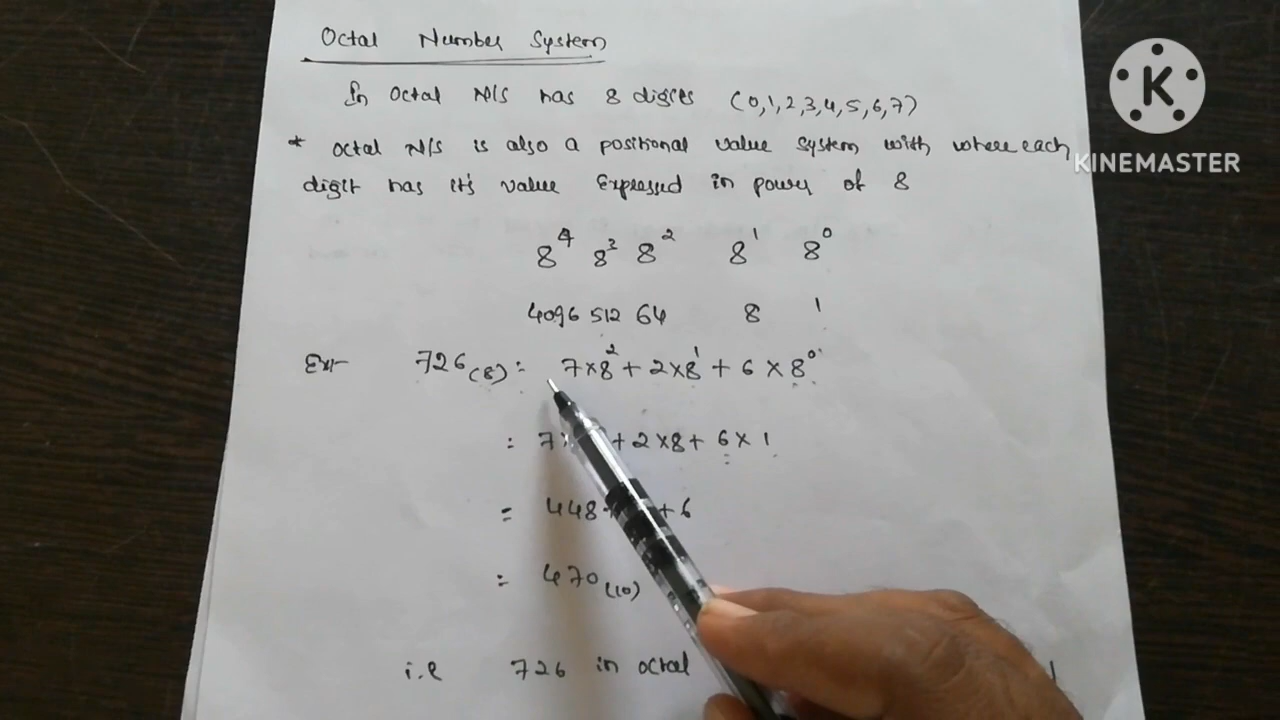 Octal Number System
In Octal N/S has 8 digits (0,1,2,3,4,5,6,7)
* Octal N/S is also a positional value system with where each
digit has it's value Expressed in power of 8
8⁴ 8³ 8² 8¹ 8⁰
4096 512 64 8 1
Ex:- 726(8) = 7×8² + 2×8¹ + 6×8⁰
= 7× + 2×8 + 6×1
= 448+ +6
= 470(10)
i.e 726 in octal
K
KINEMASTER